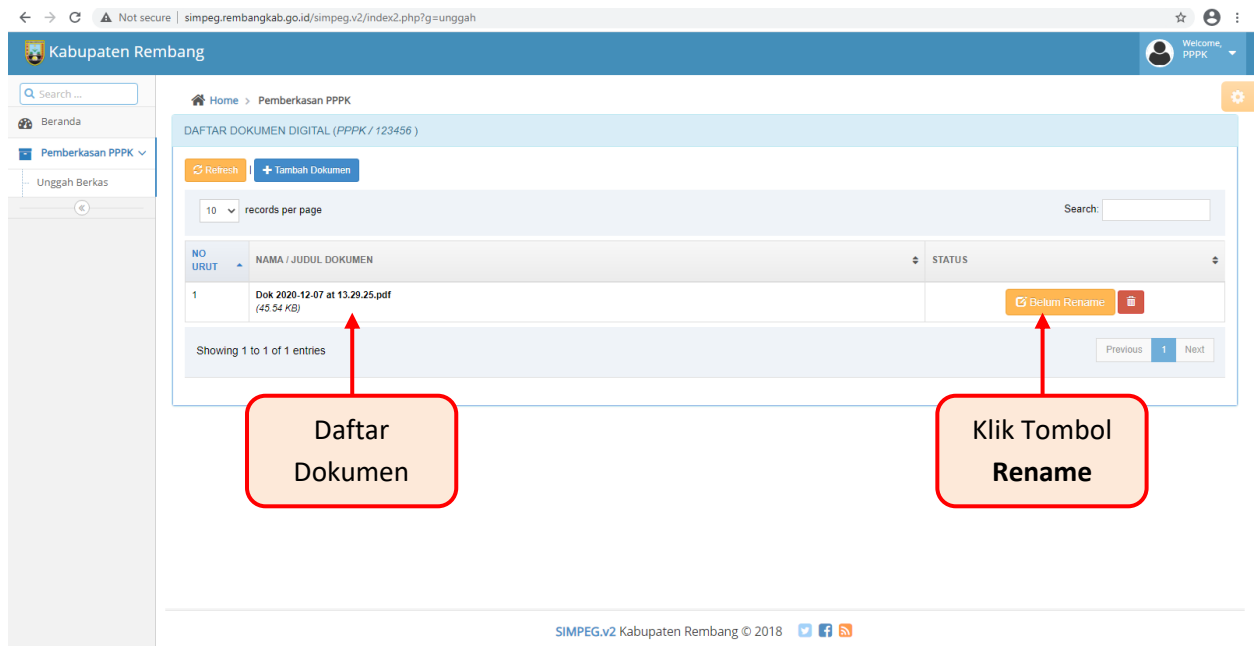 Not secure | simpeg.rembangkab.go.id/simpeg.v2/index2.php?g=unggah
Kabupaten Rembang
Welcome,
PPPK
Search ...
Home > Pemberkasan PPPK
Beranda
DAFTAR DOKUMEN DIGITAL (PPPK / 123456 )
Pemberkasan PPPK
Refresh | Tambah Dokumen
Unggah Berkas
10 records per page Search:
NO
URUT
NAMA / JUDUL DOKUMEN STATUS
1 Dok 2020-12-07 at 13.29.25.pdf Belum Rename
(45.54 KB)
Showing 1 to 1 of 1 entries Previous 1 Next
Daftar
Dokumen
Klik Tombol
Rename
SIMPEG.v2 Kabupaten Rembang © 2018